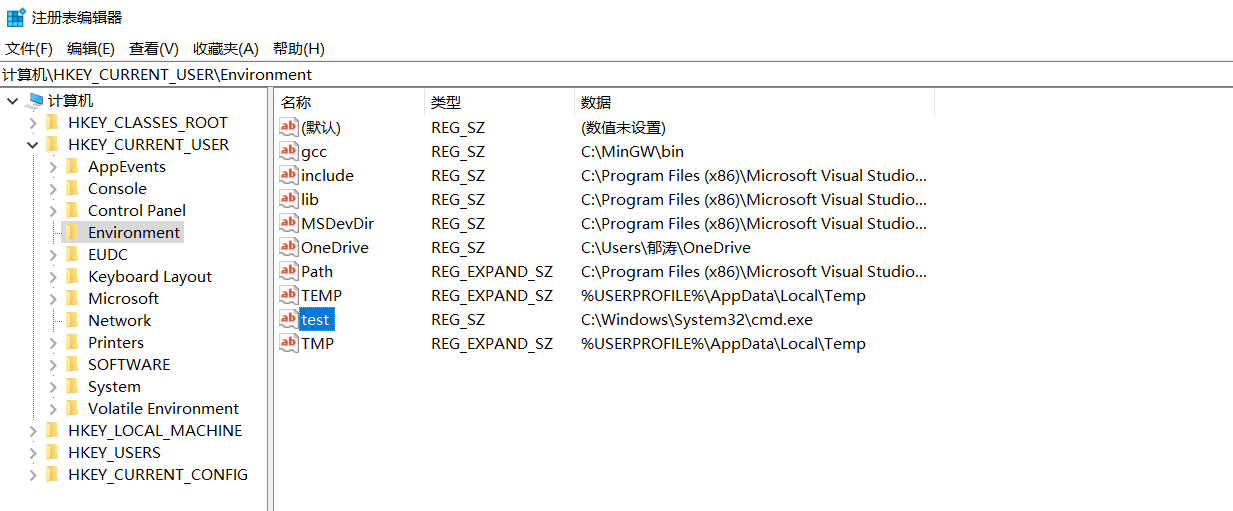 注册表编辑器
文件(F) 编辑(E) 查看(V) 收藏夹(A) 帮助(H)
计算机\HKEY_CURRENT_USER\Environment
计算机
HKEY_CLASSES_ROOT
HKEY_CURRENT_USER
AppEvents
Console
Control Panel
Environment
EUDC
Keyboard Layout
Microsoft
Network
Printers
SOFTWARE
System
Volatile Environment
HKEY_LOCAL_MACHINE
HKEY_USERS
HKEY_CURRENT_CONFIG
名称 类型 数据
(默认) REG_SZ (数值未设置)
gcc REG_SZ C:\MinGW\bin
include REG_SZ C:\Program Files (x86)\Microsoft Visual Studio...
lib REG_SZ C:\Program Files (x86)\Microsoft Visual Studio...
MSDevDir REG_SZ C:\Program Files (x86)\Microsoft Visual Studio...
OneDrive REG_SZ C:\Users\郁涛\OneDrive
Path REG_EXPAND_SZ C:\Program Files (x86)\Microsoft Visual Studio...
TEMP REG_EXPAND_SZ %USERPROFILE%\AppData\Local\Temp
test REG_SZ C:\Windows\System32\cmd.exe
TMP REG_EXPAND_SZ %USERPROFILE%\AppData\Local\Temp